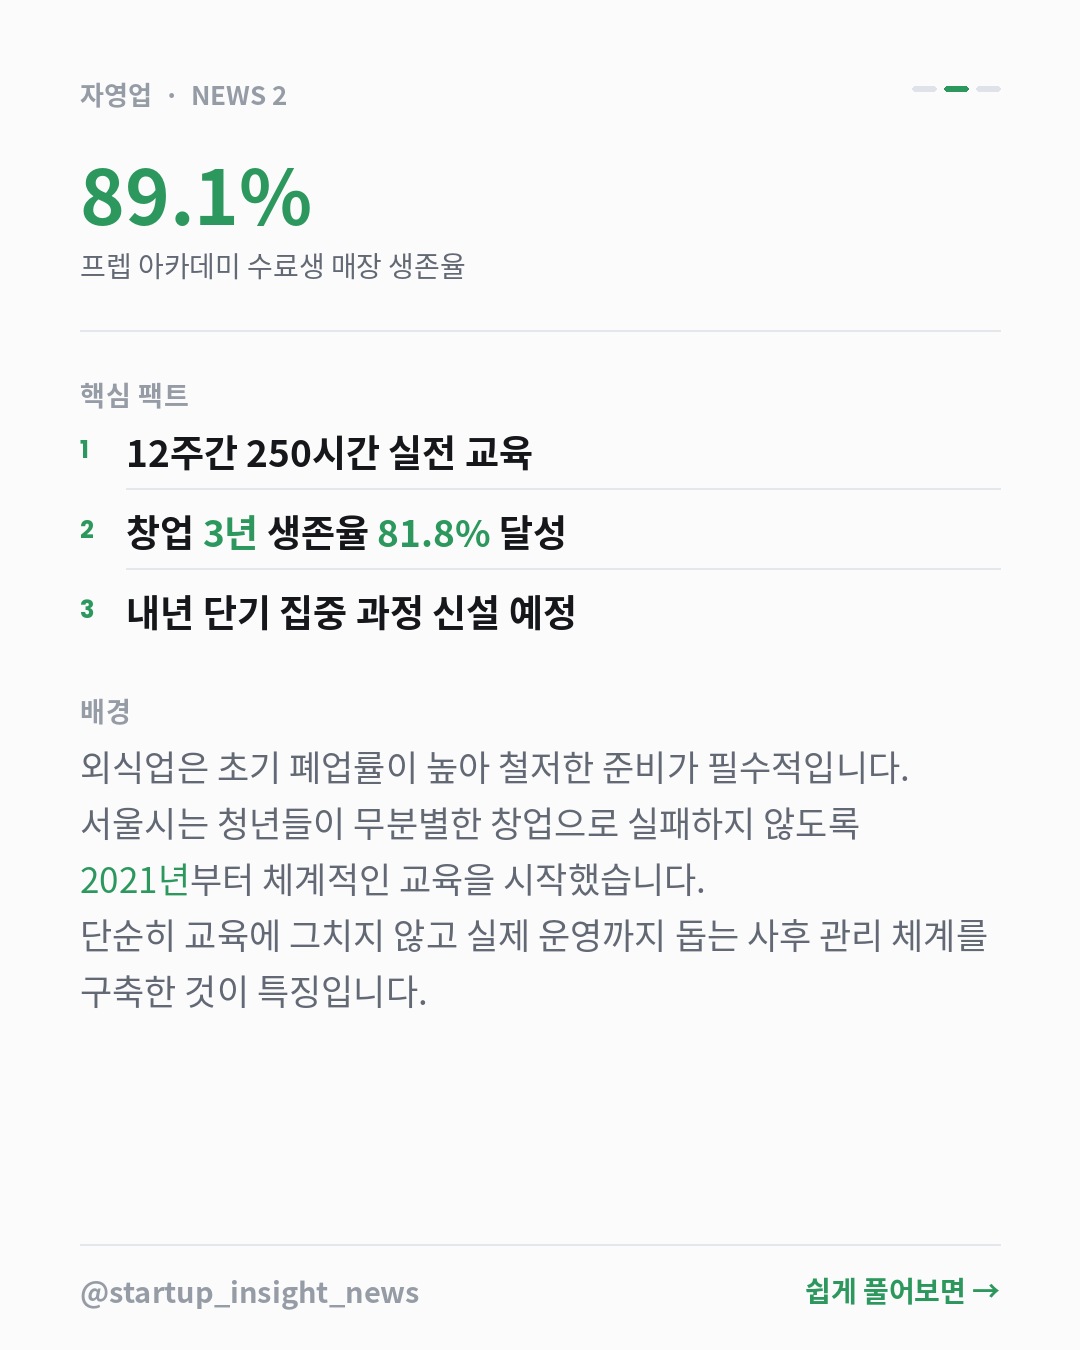 자영업 · NEWS 2
89.1%
프렙 아카데미 수료생 매장 생존율
핵심 팩트
1 12주간 250시간 실전 교육
2 창업 3년 생존율 81.8% 달성
3 내년 단기 집중 과정 신설 예정
배경
외식업은 초기 폐업률이 높아 철저한 준비가 필수적입니다.
서울시는 청년들이 무분별한 창업으로 실패하지 않도록
2021년부터 체계적인 교육을 시작했습니다.
단순히 교육에 그치지 않고 실제 운영까지 돕는 사후 관리 체계를
구축한 것이 특징입니다.
@startup_insight_news
쉽게 풀어보면 →